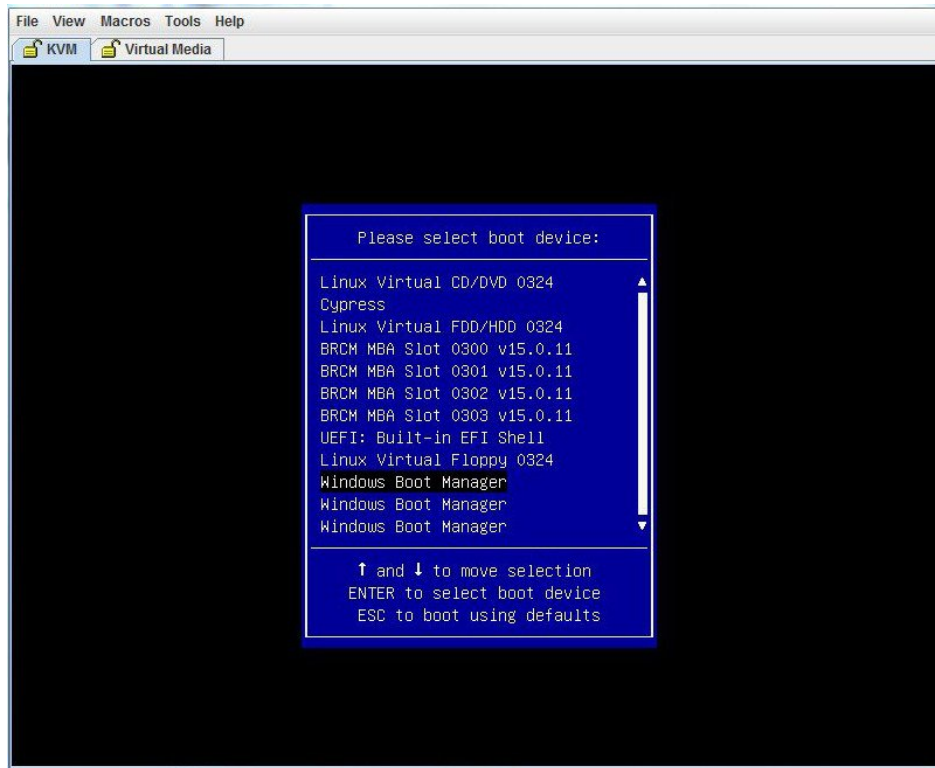 File View Macros Tools Help
KVM Virtual Media
Please select boot device:
Linux Virtual CD/DVD 0324
Cypress
Linux Virtual FDD/HDD 0324
BRCM MBA Slot 0300 v15.0.11
BRCM MBA Slot 0301 v15.0.11
BRCM MBA Slot 0302 v15.0.11
BRCM MBA Slot 0303 v15.0.11
UEFI: Built-in EFI Shell
Linux Virtual Floppy 0324
Windows Boot Manager
Windows Boot Manager
Windows Boot Manager
↑ and ↓ to move selection
ENTER to select boot device
ESC to boot using defaults